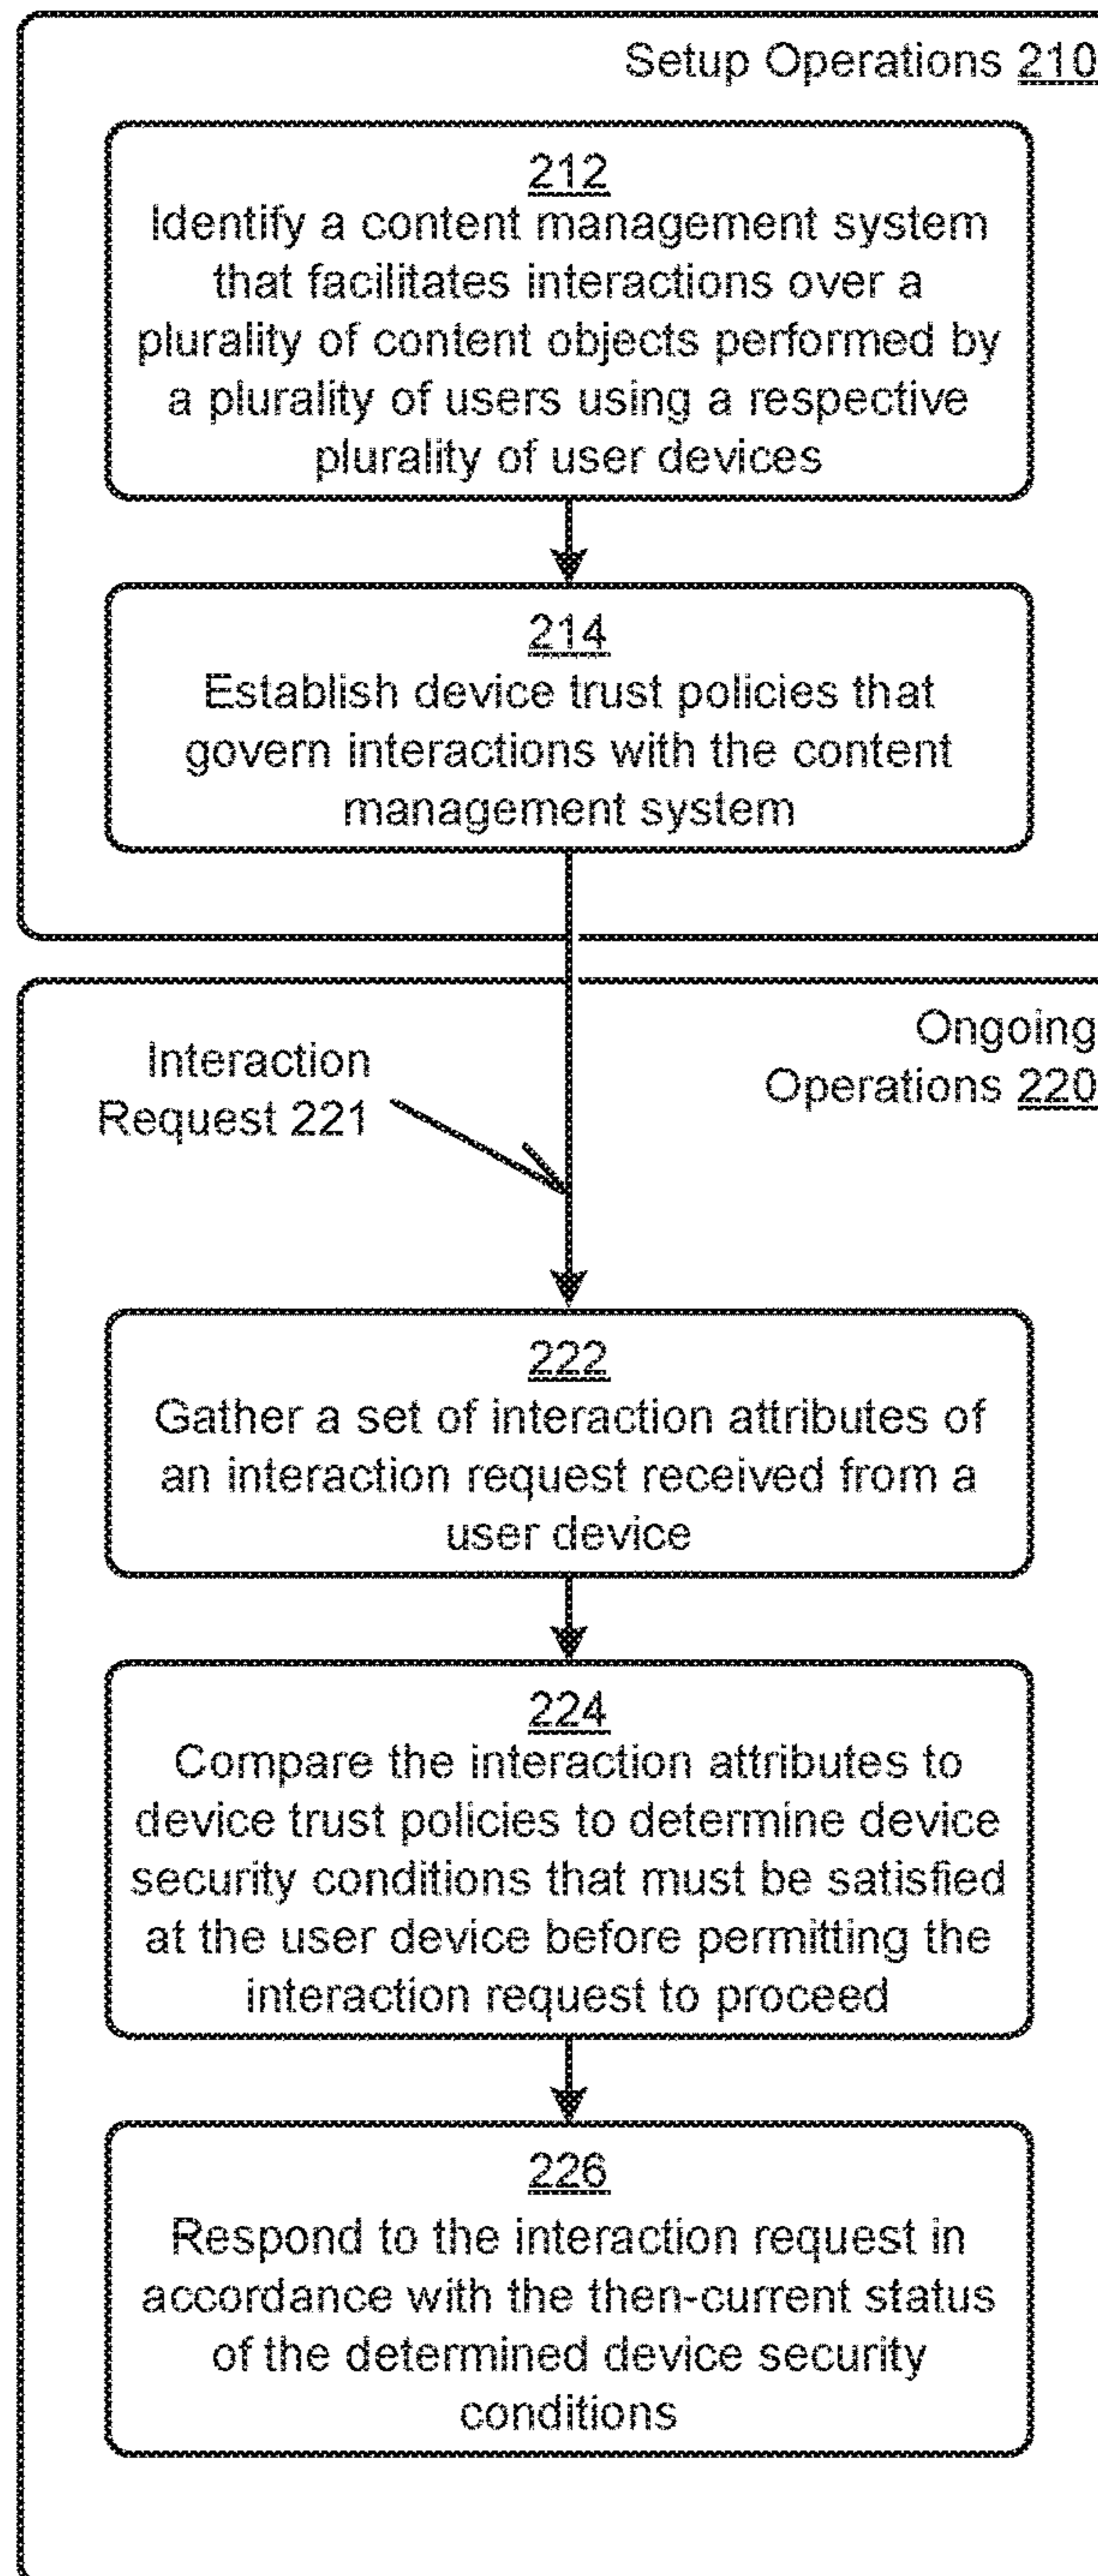 Setup Operations 210
212
Identify a content management system
that facilitates interactions over a
plurality of content objects performed by
a plurality of users using a respective
plurality of user devices
214
Establish device trust policies that
govern interactions with the content
management system
Ongoing
Operations 220
Interaction
Request 221
222
Gather a set of interaction attributes of
an interaction request received from a
user device
224
Compare the interaction attributes to
device trust policies to determine device
security conditions that must be satisfied
at the user device before permitting the
interaction request to proceed
226
Respond to the interaction request in
accordance with the then-current status
of the determined device security
conditions